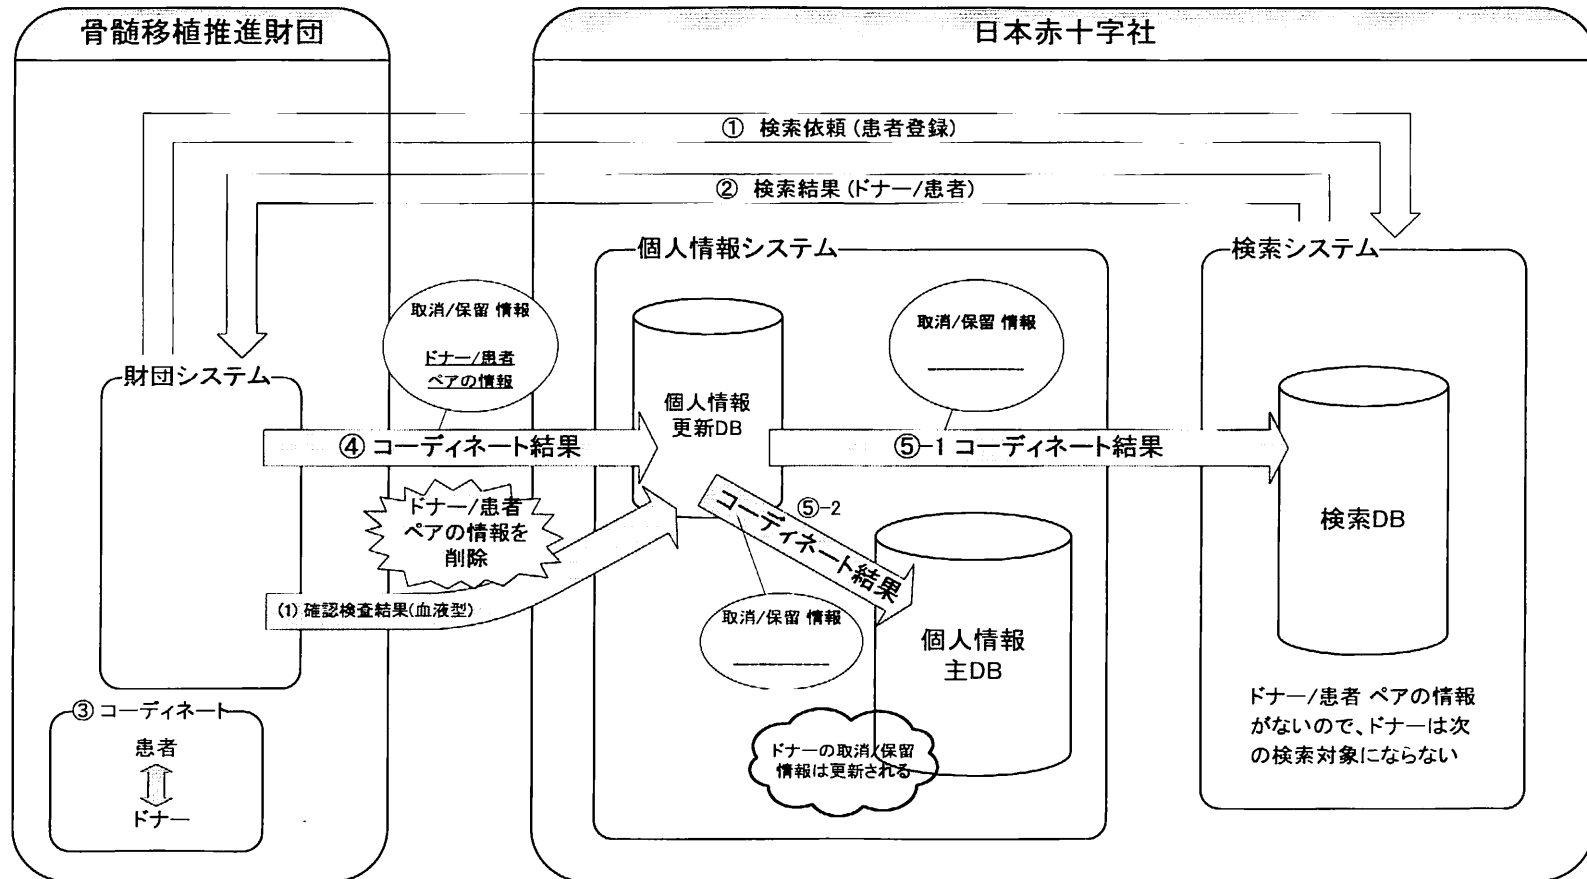 骨髄移植推進財団
日本赤十字社
① 検索依頼(患者登録)
② 検索結果(ドナー/患者)
個人情報システム
検索システム
取消/保留 情報
ドナー/患者
ペアの情報
取消/保留 情報
財団システム
個人情報
更新DB
④ コーディネート結果
⑤-1 コーディネート結果
ドナー/患者
ペアの情報を
削除
⑤-2
コーディネート結果
検索DB
(1) 確認検査結果(血液型)
取消/保留 情報
個人情報
主DB
③ コーディネート
患者
ドナー
ドナーの取消/保留
情報は更新される
ドナー/患者 ペアの情報
がないので、ドナーは次
の検索対象にならない